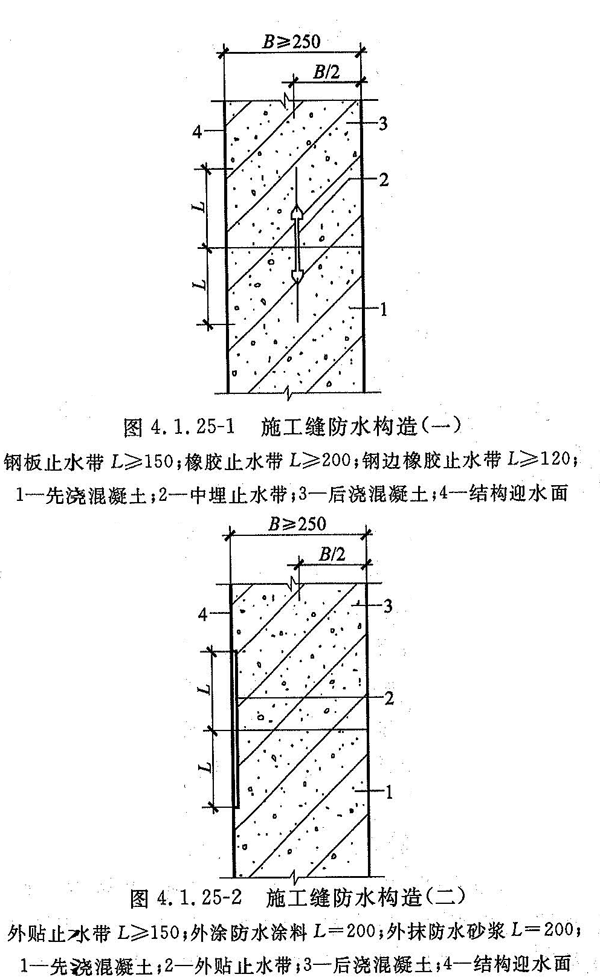 B≥250
B/2
4
3
L
2
L
1
图 4.1.25-1 施工缝防水构造(一)
钢板止水带 L≥150;橡胶止水带 L≥200;钢边橡胶止水带 L≥120;
1—先浇混凝土;2—中埋止水带;3—后浇混凝土;4—结构迎水面
B≥250
B/2
4
3
L
2
L
1
图 4.1.25-2 施工缝防水构造(二)
外贴止水带 L≥150;外涂防水涂料 L=200;外抹防水砂浆 L=200;
1—先浇混凝土;2—外贴止水带;3—后浇混凝土;4—结构迎水面